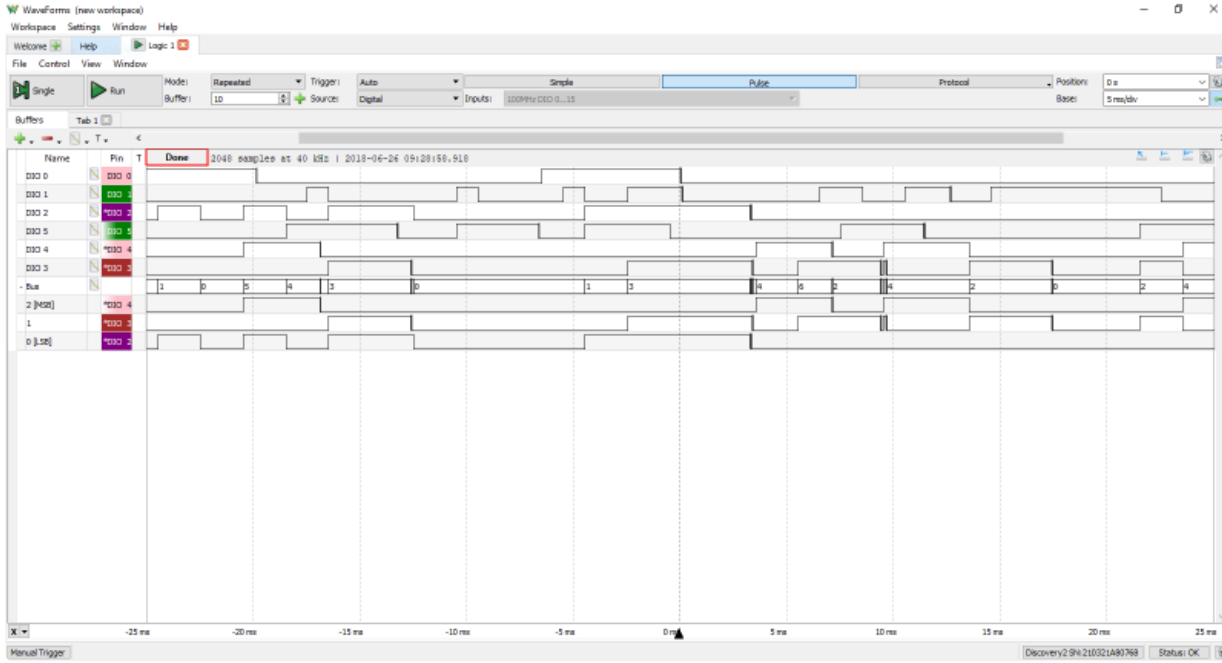 WaveForms (new workspace)
Workspace Settings Window Help
Welcome Help Logic 1
File Control View Window
Single Run Mode: Repeated Trigger: Auto Simple Pulse Protocol Position: 0 s
Buffer: 10 Source: Digital Inputs: 100MHz DIO 0...15 Base: 5 ms/div
Buffers Tab 1
T <
Name Pin T Done 2048 samples at 40 kHz | 2018-06-26 09:28:58.918
DIO 0 DIO 0
DIO 1 DIO 1
DIO 2 *DIO 2
DIO 5 DIO 5
DIO 4 *DIO 4
DIO 3 *DIO 3
- Bus 1 0 5 4 3 0 1 3 4 6 2 4 2 0 2 4
2 [MSB] *DIO 4
1 *DIO 3
0 [LSB] *DIO 2
X -25 ms -20 ms -15 ms -10 ms -5 ms 0 ms 5 ms 10 ms 15 ms 20 ms 25 ms
Manual Trigger Discovery2 SN:210321A80768 Status: OK